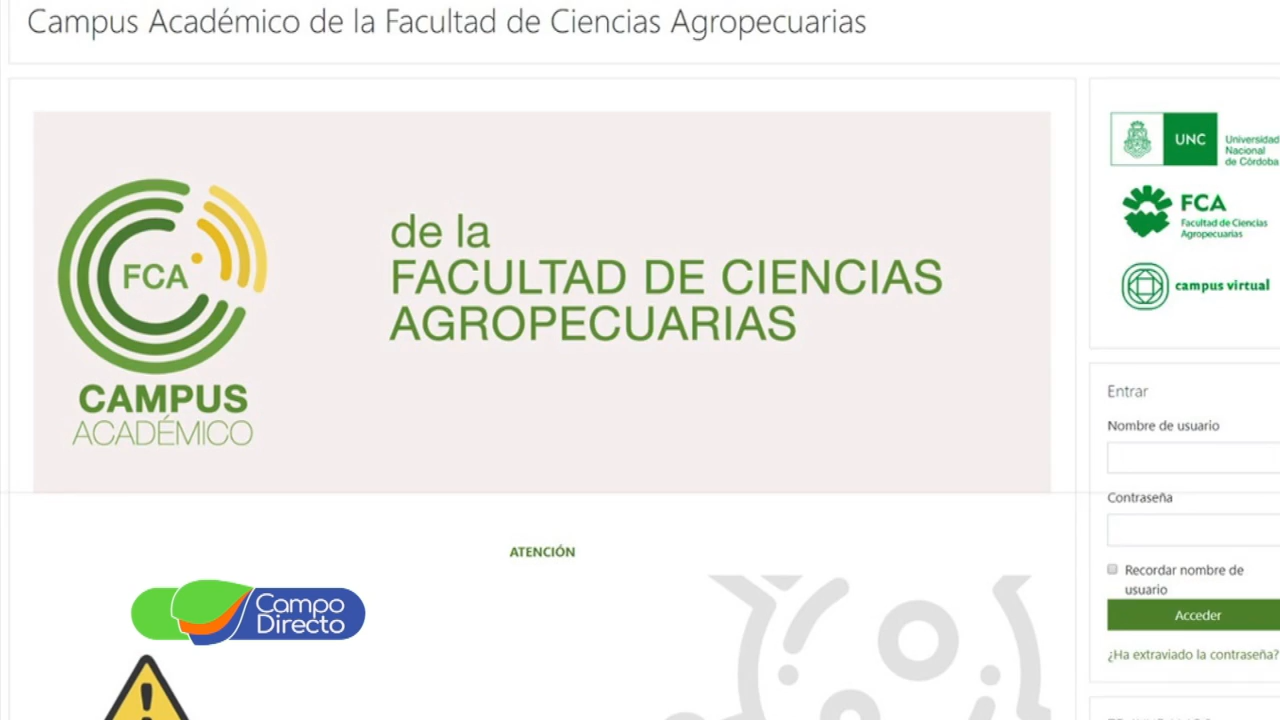 Campus Académico de la Facultad de Ciencias Agropecuarias
FCA
CAMPUS
ACADÉMICO
de la
FACULTAD DE CIENCIAS
AGROPECUARIAS
UNC
Universidad
Nacional
de Córdoba
FCA
Facultad de Ciencias
Agropecuarias
campus virtual
Entrar
Nombre de usuario
Contraseña
Recordar nombre de
usuario
Acceder
¿Ha extraviado la contraseña?
ATENCIÓN
Campo
Directo